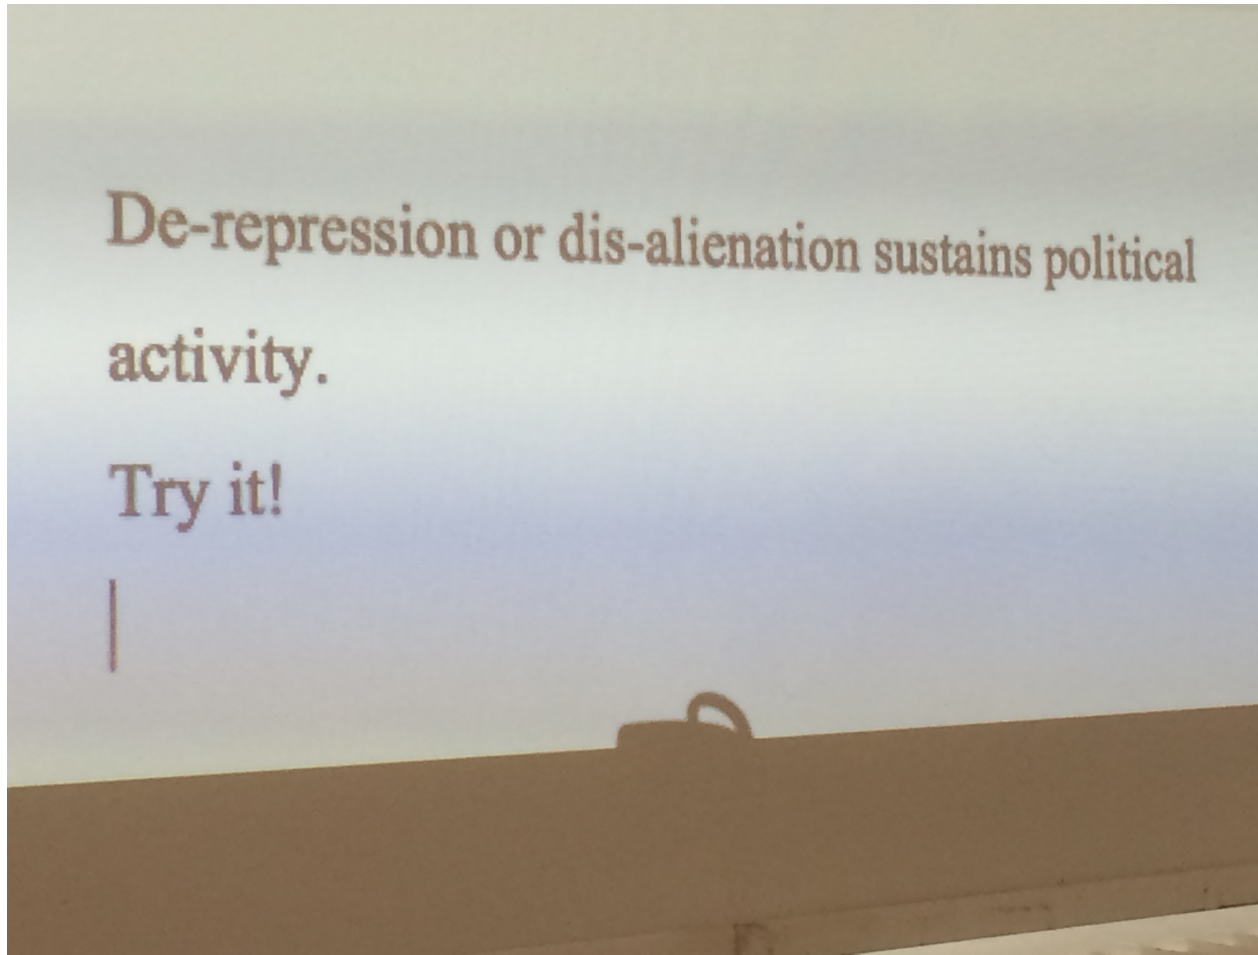 De-repression or dis-alienation sustains political
activity.
Try it!